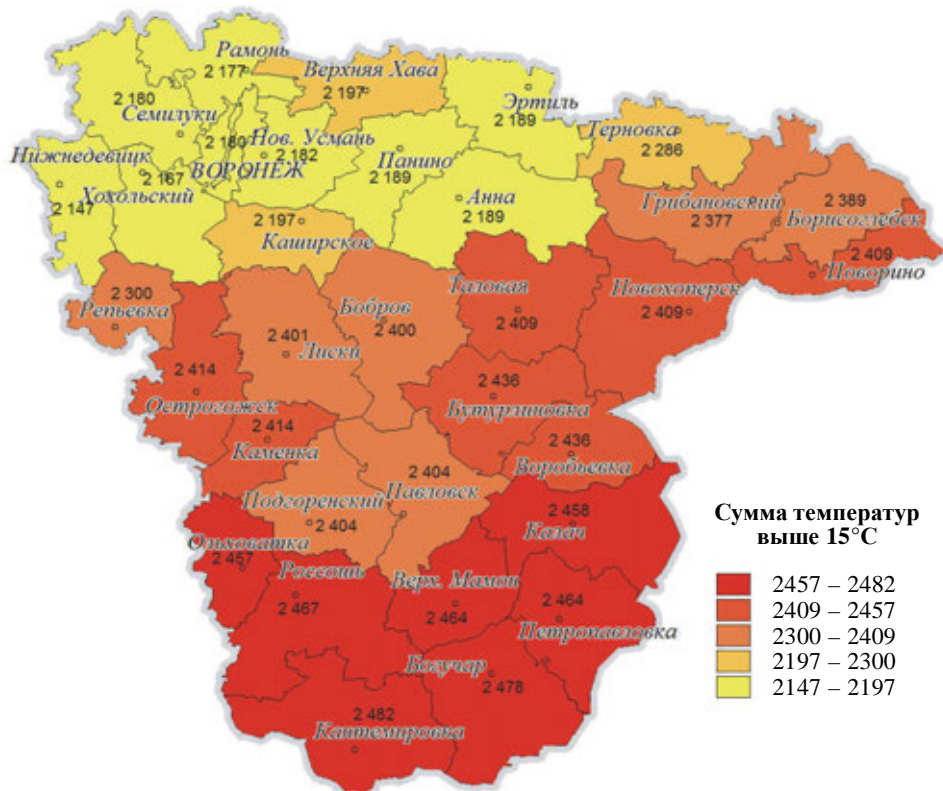 Рамонь
2 177
Верхняя Хава
2 197
2 180
Семилуки
Эртиль
2 189
Нов. Усмань
2 180
2 182
Терновка
2 286
Нижнедевицк
2 167
ВОРОНЕЖ
Панино
2 189
Хохольский
2 147
Анна
2 189
Грибановский
2 377
2 389
Борисоглебск
2 197
Каширское
2 409
Поворино
2 300
Репьевка
Бобров
2 400
Таловая
2 409
Новохоперск
2 409
2 401
Лиски
2 414
Острогожск
2 436
Бутурлиновка
2 414
Каменка
2 436
Воробьевка
2 404
Подгоренский
2 404
Павловск
2 458
Калач
Сумма температур
выше 15°C
Ольховатка
2 457
Россошь
2 467
Верх. Мамон
2 464
2 464
Петропавловка
2457 – 2482
2409 – 2457
2300 – 2409
2197 – 2300
2147 – 2197
Богучар
2 478
2 482
Кантемировка